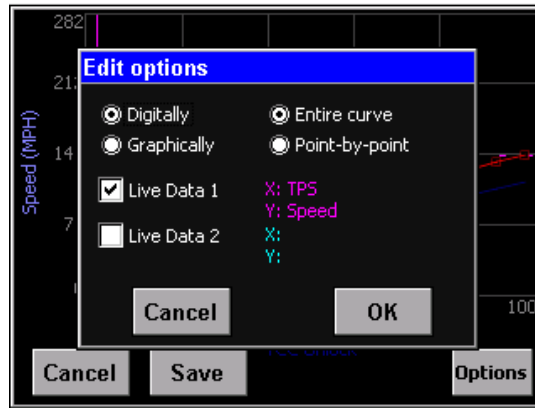 282
Edit options
21
Digitally
Entire curve
Speed (MPH)
14
Graphically
Point-by-point
Live Data 1
X: TPS
Y: Speed
7
Live Data 2
X:
Y:
Cancel
OK
100
Cancel
Save
Options